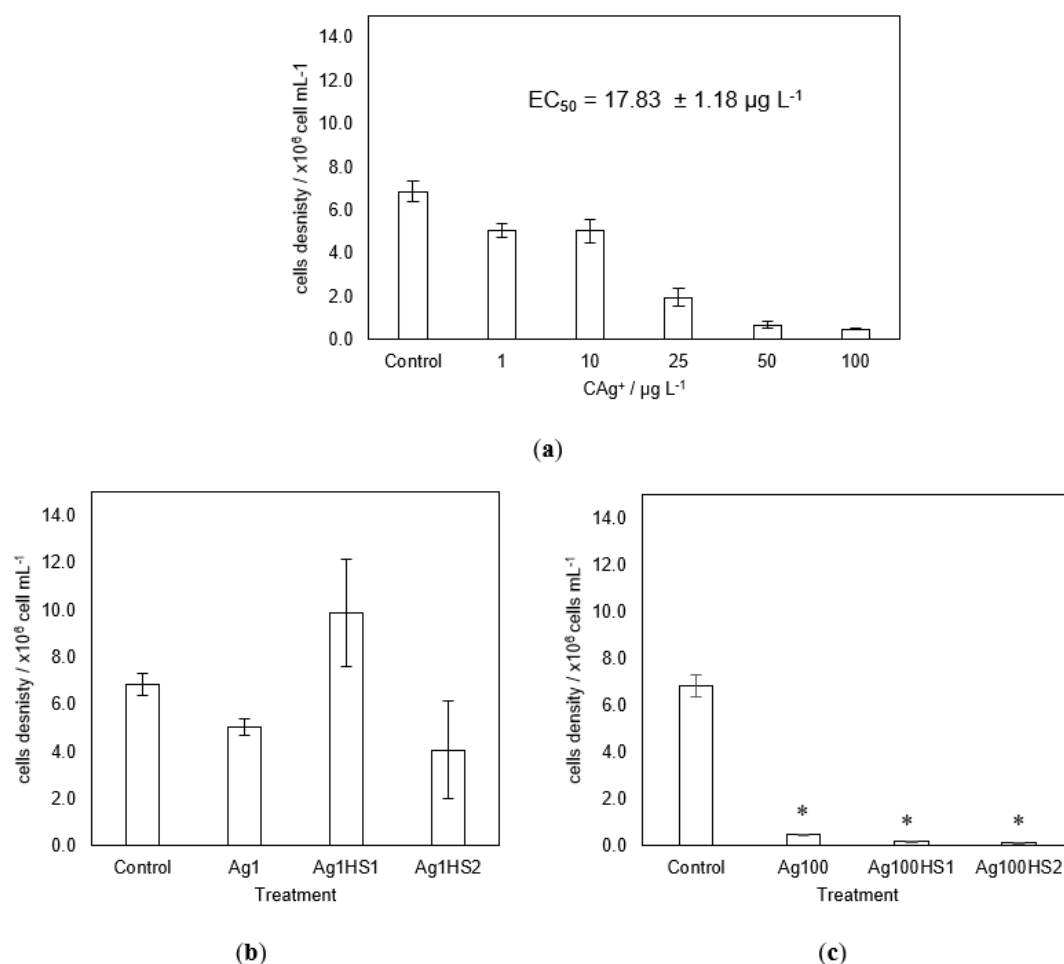 14.0
12.0
10.0
8.0
6.0
4.0
2.0
0.0
cells desnisty / x10⁶ cell mL-1
EC₅₀ = 17.83 ± 1.18 µg L⁻¹
Control 1 10 25 50 100
CAg⁺ / µg L⁻¹
(a)
14.0
12.0
10.0
8.0
6.0
4.0
2.0
0.0
cells desnisty / x10⁶ cell mL⁻¹
Control Ag1 Ag1HS1 Ag1HS2
Treatment
(b)
14.0
12.0
10.0
8.0
6.0
4.0
2.0
0.0
cells density / x10⁶ cells mL⁻¹
* * *
Control Ag100 Ag100HS1 Ag100HS2
Treatment
(c)